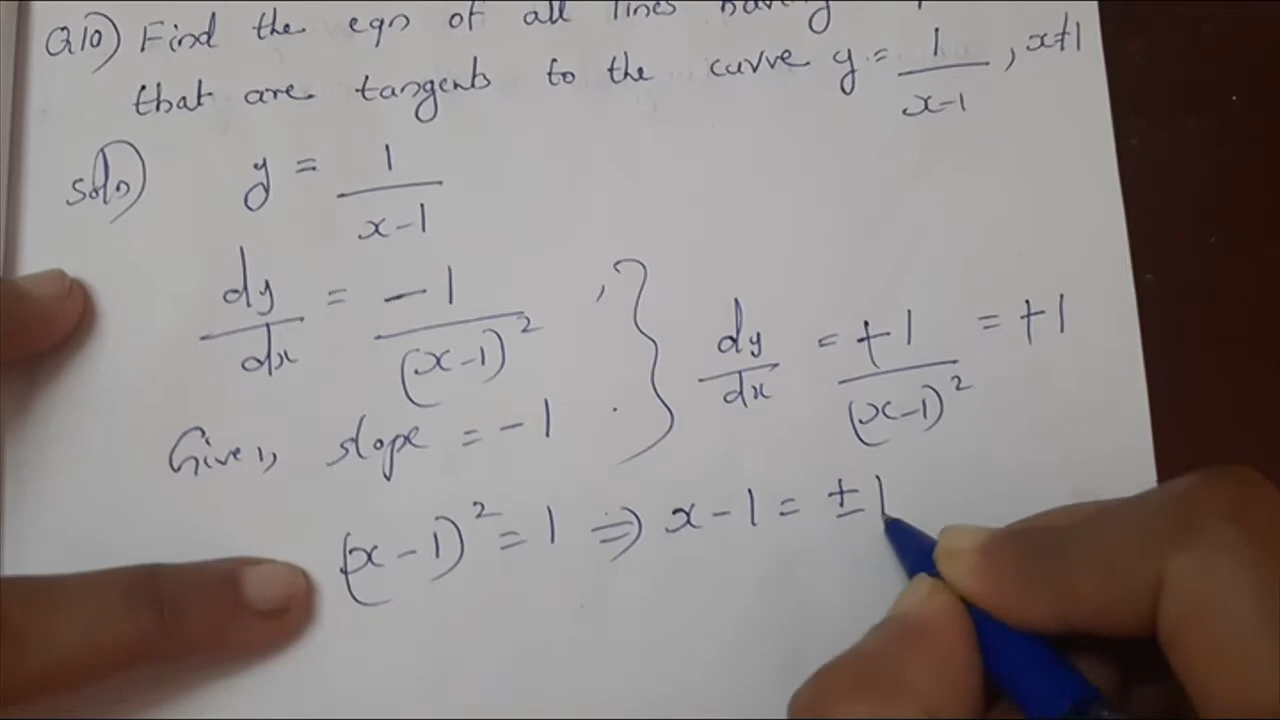 Q10) Find the eqn of all lines having
that are tangents to the curve y = 1/(x-1), x≠1
Soln) y = 1/(x-1)
dy/dx = -1/(x-1)²,
Given, slope = -1.
dy/dx = +1/(x-1)² = +1
(x-1)² = 1 ⇒ x-1 = ±1